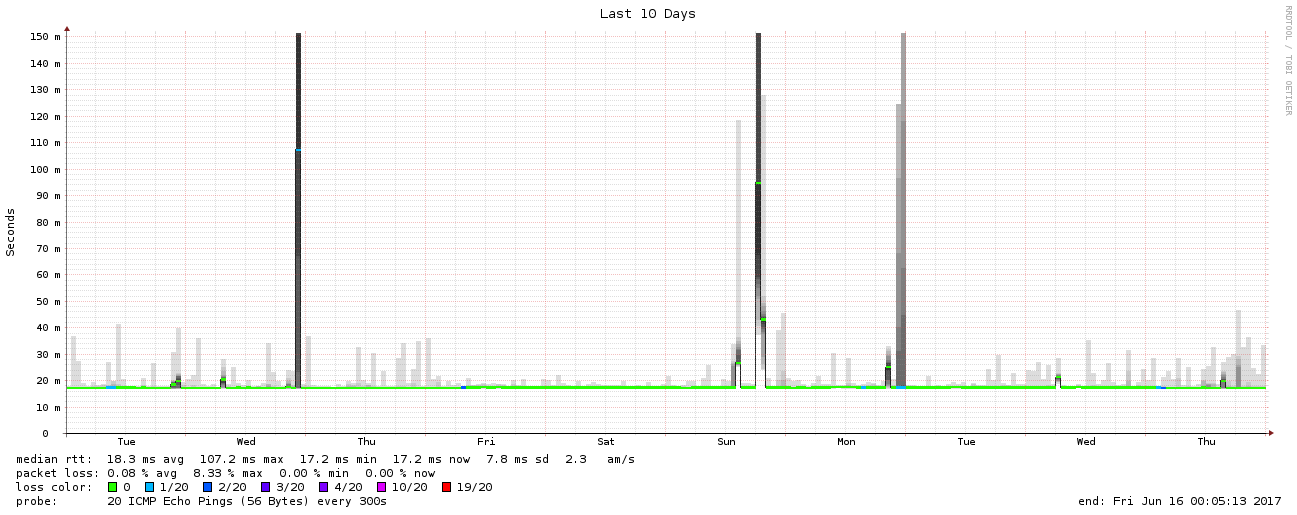 Last 10 Days
RRDTOOL / TOBI OETIKER
Seconds
150 m
140 m
130 m
120 m
110 m
100 m
90 m
80 m
70 m
60 m
50 m
40 m
30 m
20 m
10 m
0
Tue Wed Thu Fri Sat Sun Mon Tue Wed Thu
median rtt: 18.3 ms avg 107.2 ms max 17.2 ms min 17.2 ms now 7.8 ms sd 2.3 am/s
packet loss: 0.08 % avg 8.33 % max 0.00 % min 0.00 % now
loss color: 0 1/20 2/20 3/20 4/20 10/20 19/20
probe: 20 ICMP Echo Pings (56 Bytes) every 300s end: Fri Jun 16 00:05:13 2017